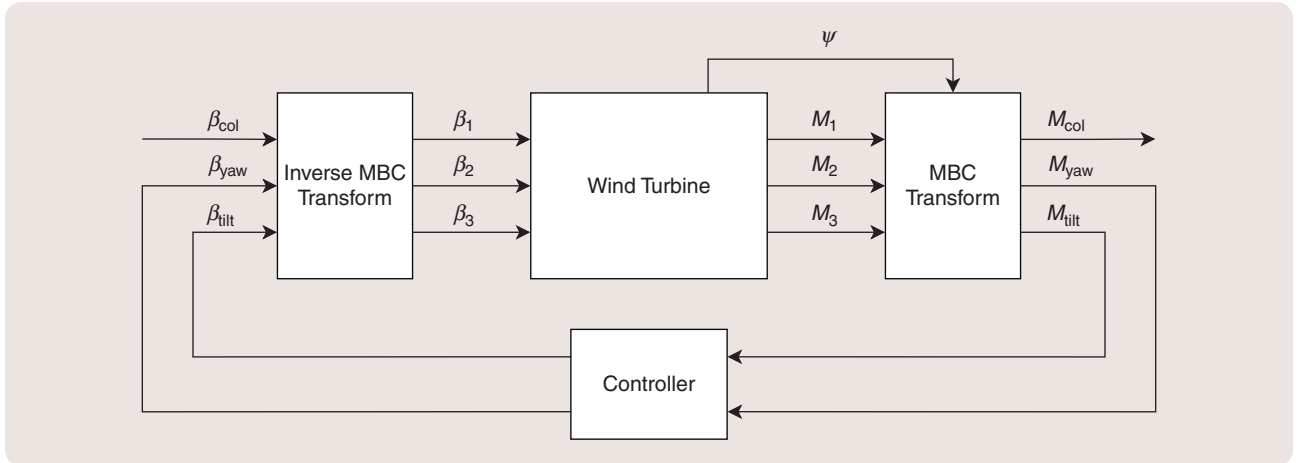 ψ
β_col
β_yaw
β_tilt
Inverse MBC
Transform
β_1
β_2
β_3
Wind Turbine
M_1
M_2
M_3
MBC
Transform
M_col
M_yaw
M_tilt
Controller